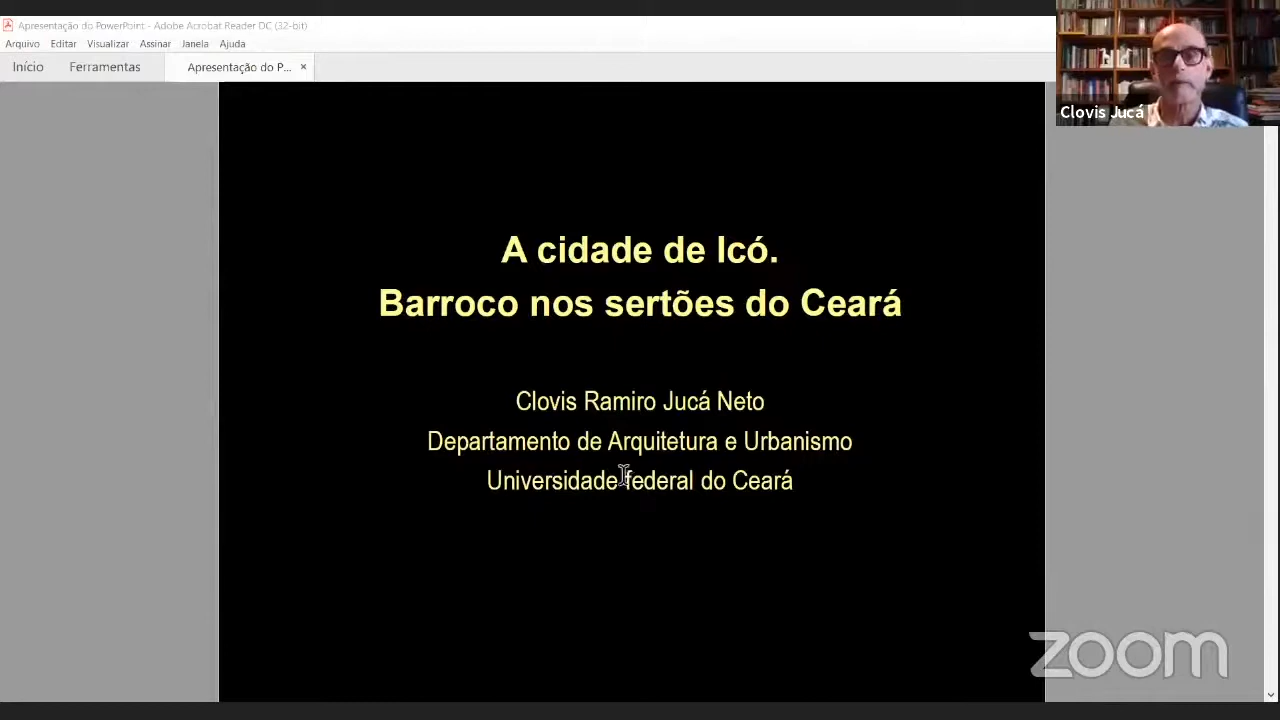 Apresentação do PowerPoint - Adobe Acrobat Reader DC (32-bit)
Arquivo Editar Visualizar Assinar Janela Ajuda
Início Ferramentas Apresentação do P... ×
Clovis Jucá
A cidade de Icó.
Barroco nos sertões do Ceará
Clovis Ramiro Jucá Neto
Departamento de Arquitetura e Urbanismo
Universidade federal do Ceará
zoom